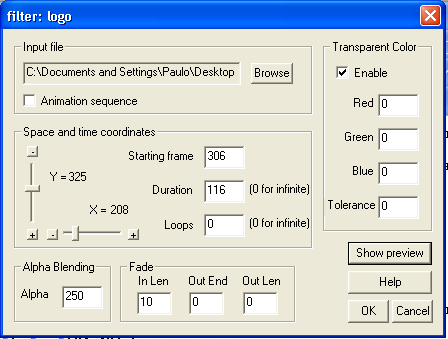 filter: logo
Input file
C:\Documents and Settings\Paulo\Desktop
Browse
Animation sequence
Space and time coordinates
-
Y = 325
X = 208
+ - +
Starting frame 306
Duration 116 (0 for infinite)
Loops 0 (0 for infinite)
Alpha Blending
Alpha 250
Fade
In Len Out End Out Len
10 0 0
Transparent Color
Enable
Red 0
Green 0
Blue 0
Tolerance 0
Show preview
Help
OK Cancel